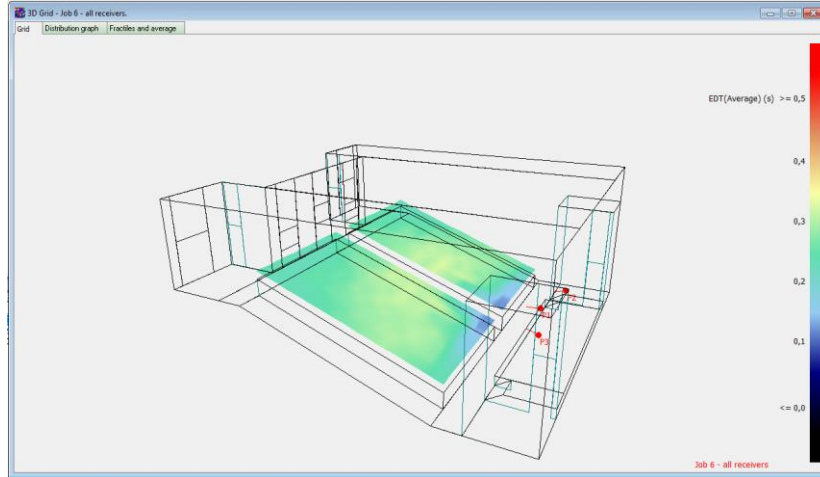 3D Grid - Job 6 - all receivers.
Grid Distribution graph Fractiles and average
EDT(Average) (s) >= 0,5
0,4
0,3
0,2
0,1
<= 0,0
P2
P1
P3
Job 6 - all receivers